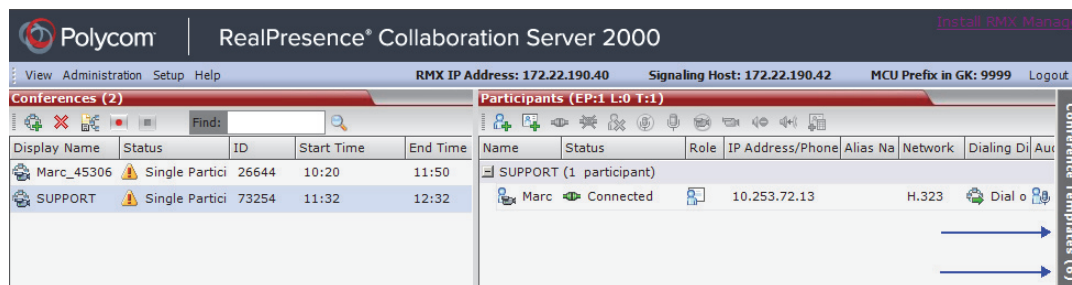 Install RMX Manag
Polycom RealPresence® Collaboration Server 2000
View Administration Setup Help RMX IP Address: 172.22.190.40 Signaling Host: 172.22.190.42 MCU Prefix in GK: 9999 Logout
Conferences (2) Participants (EP:1 L:0 T:1)
Find:
Display Name Status ID Start Time End Time Name Status Role IP Address/Phone Alias Na Network Dialing Di Aud
Marc_45306 Single Partici 26644 10:20 11:50 SUPPORT (1 participant)
SUPPORT Single Partici 73254 11:32 12:32 Marc Connected 10.253.72.13 H.323 Dial o
Conference Templates (6)